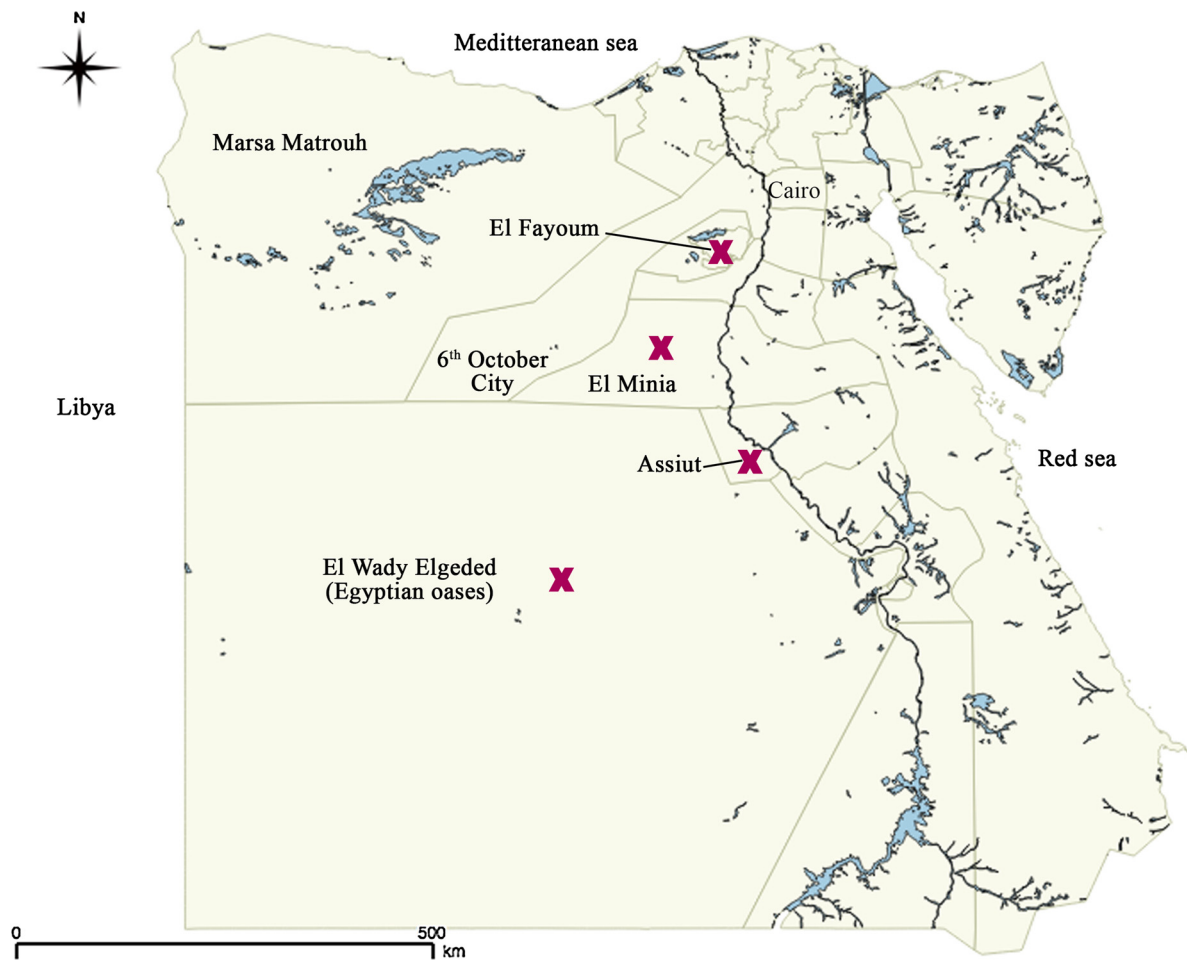 N
Meditteranean sea
Marsa Matrouh
Cairo
El Fayoum
6th October
City
El Minia
Libya
Assiut
Red sea
El Wady Elgeded
(Egyptian oases)
0 500
km